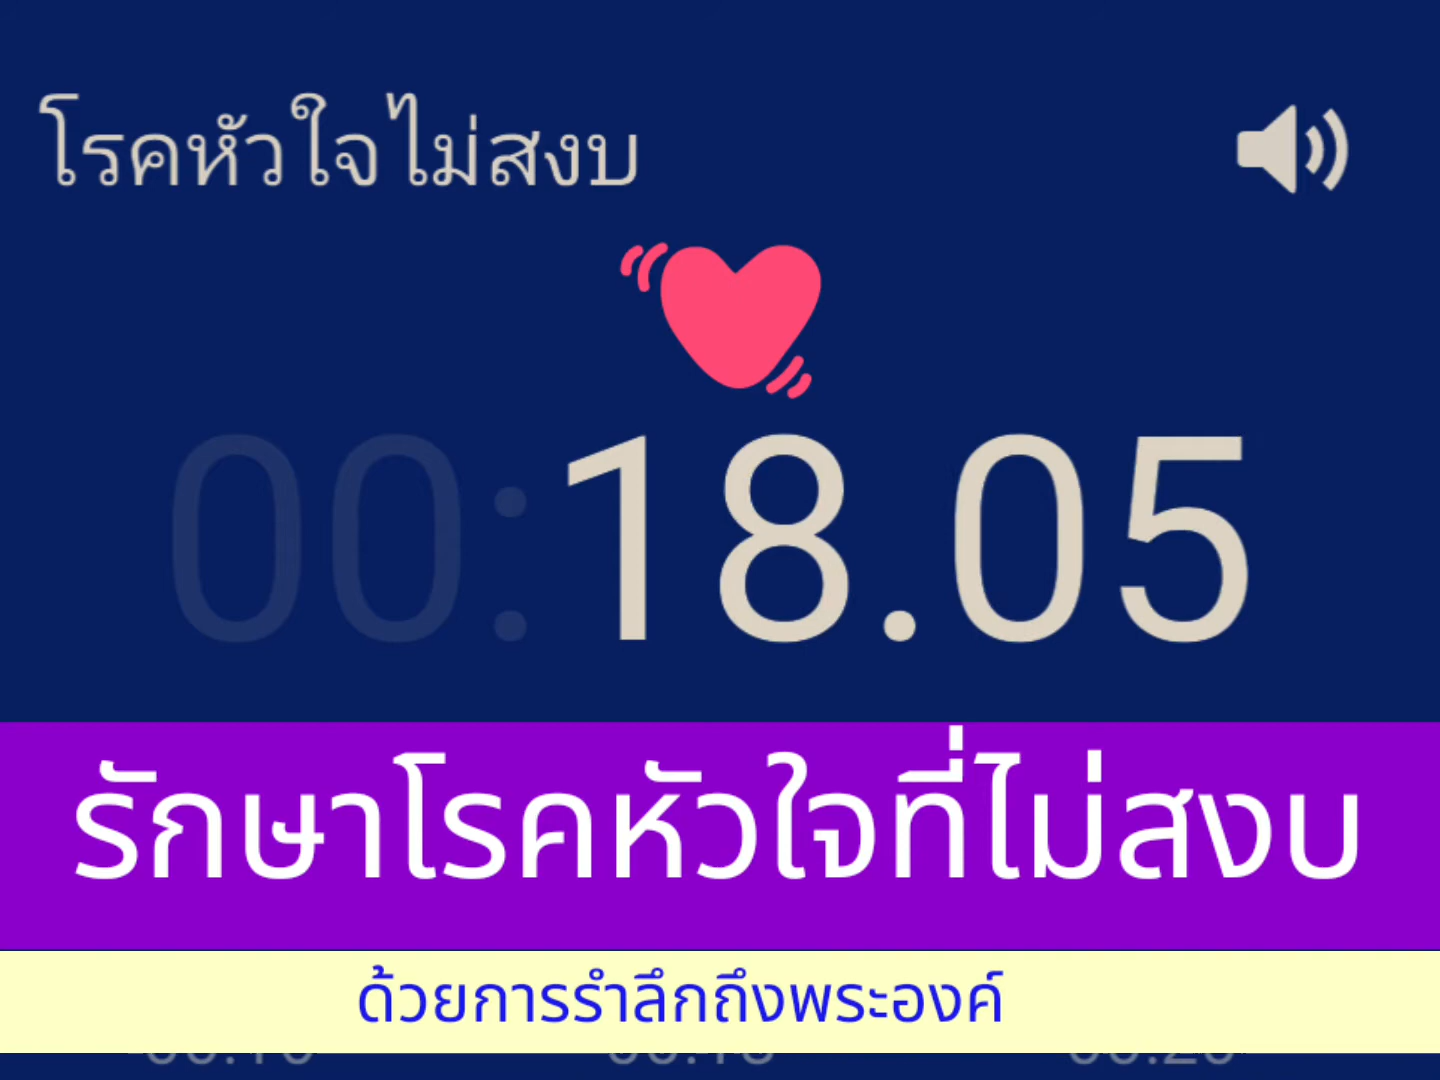 โรคหัวใจไม่สงบ
00:18.05
รักษาโรคหัวใจที่ไม่สงบ
ด้วยการรำลึกถึงพระองค์